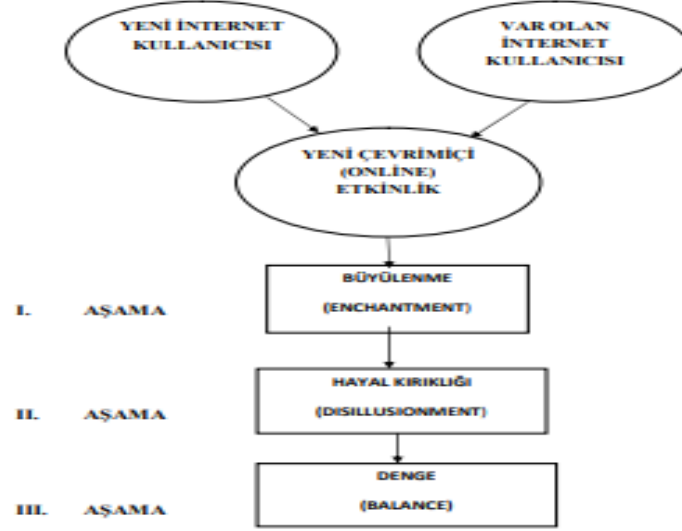 YENİ İNTERNET
KULLANICISI
VAR OLAN
İNTERNET
KULLANICISI
YENİ ÇEVRİMİÇİ
(ONLINE)
ETKİNLİK
BÜYÜLENME
I. AŞAMA
(ENCHANTMENT)
HAYAL KIRIKLIĞI
II. AŞAMA
(DISILLUSIONMENT)
DENGE
III. AŞAMA
(BALANCE)